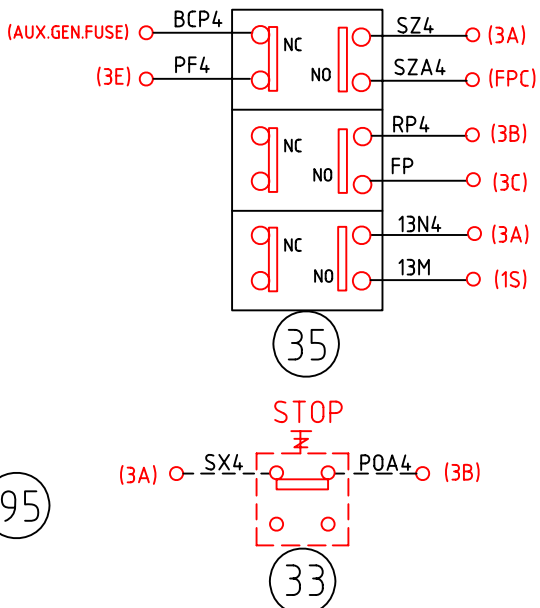 (AUX.GEN.FUSE) BCP4 NC SZ4 (3A)
(3E) PF4 NO SZA4 (FPC)
NC RP4 (3B)
NO FP (3C)
NC 13N4 (3A)
NO 13M (1S)
35
STOP
(3A) SX4 POA4 (3B)
95
33